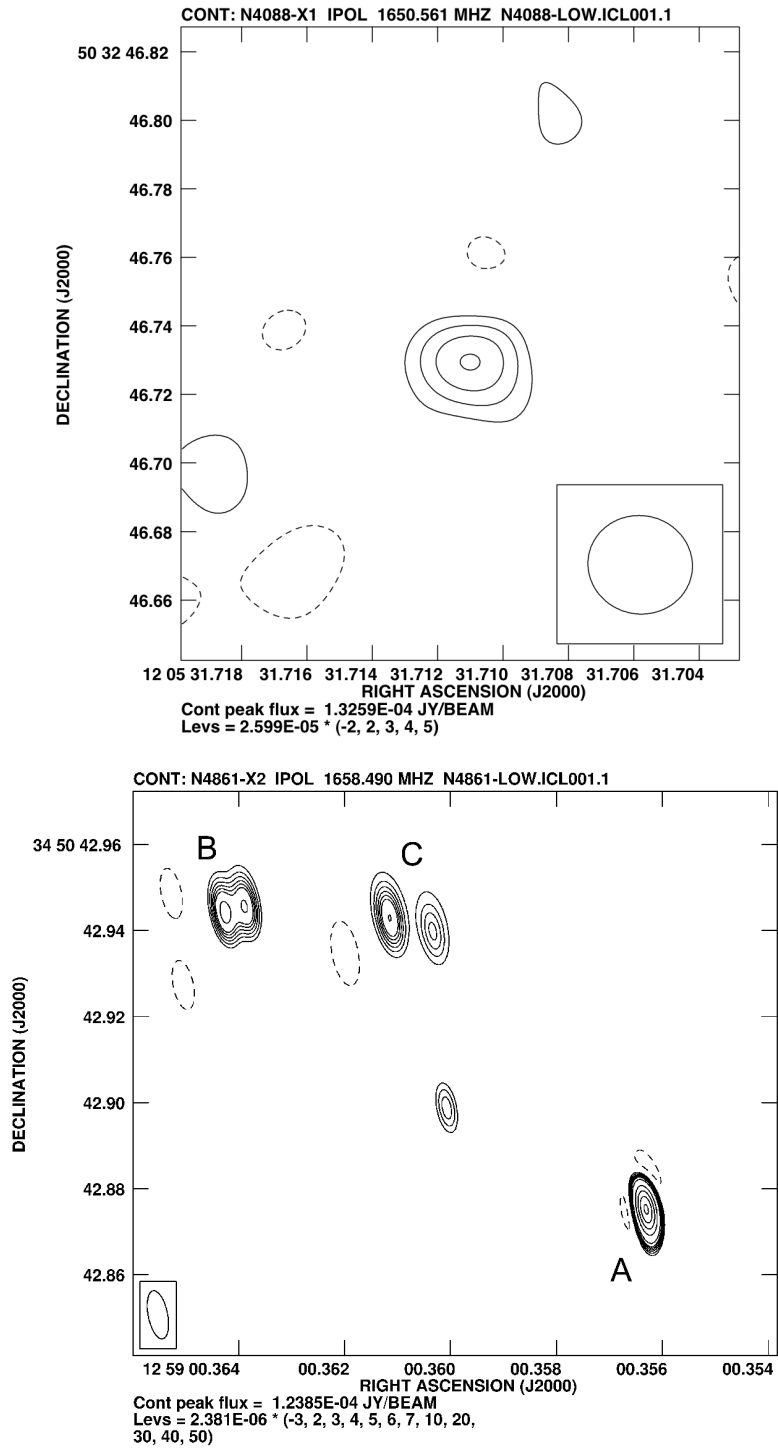 CONT: N4088-X1 IPOL 1650.561 MHZ N4088-LOW.ICL001.1
50 32 46.82
46.80
46.78
46.76
46.74
46.72
46.70
46.68
46.66
DECLINATION (J2000)
12 05 31.718 31.716 31.714 31.712 31.710 31.708 31.706 31.704
RIGHT ASCENSION (J2000)
Cont peak flux = 1.3259E-04 JY/BEAM
Levs = 2.599E-05 * (-2, 2, 3, 4, 5)
CONT: N4861-X2 IPOL 1658.490 MHZ N4861-LOW.ICL001.1
34 50 42.96
42.94
42.92
42.90
42.88
42.86
DECLINATION (J2000)
B
C
A
12 59 00.364 00.362 00.360 00.358 00.356 00.354
RIGHT ASCENSION (J2000)
Cont peak flux = 1.2385E-04 JY/BEAM
Levs = 2.381E-06 * (-3, 2, 3, 4, 5, 6, 7, 10, 20,
30, 40, 50)